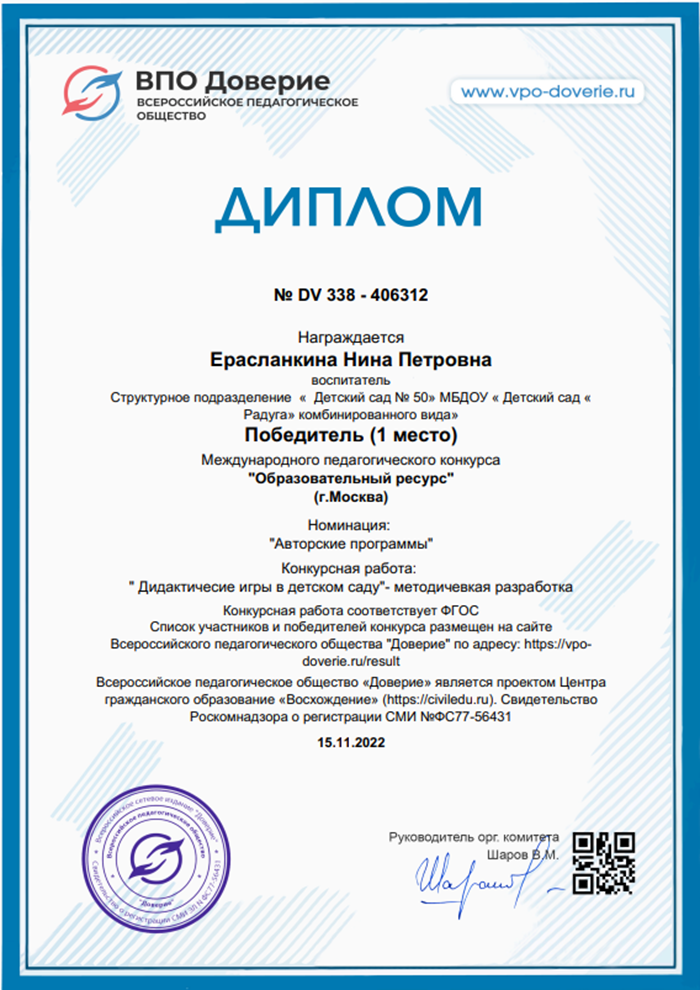 ВПО Доверие
ВСЕРОССИЙСКОЕ ПЕДАГОГИЧЕСКОЕ
ОБЩЕСТВО
www.vpo-doverie.ru
ДИПЛОМ
№ DV 338 - 406312
Награждается
Ерасланкина Нина Петровна
воспитатель
Структурное подразделение « Детский сад № 50» МБДОУ « Детский сад «
Радуга» комбинированного вида»
Победитель (1 место)
Международного педагогического конкурса
"Образовательный ресурс"
(г.Москва)
Номинация:
"Авторские программы"
Конкурсная работа:
" Дидактичесие игры в детском саду"- методичевкая разработка
Конкурсная работа соответствует ФГОС
Список участников и победителей конкурса размещен на сайте
Всероссийского педагогического общества "Доверие" по адресу: https://vpo-
doverie.ru/result
Всероссийское педагогическое общество «Доверие» является проектом Центра
гражданского образование «Восхождение» (https://civiledu.ru). Свидетельство
Роскомнадзора о регистрации СМИ №ФС77-56431
15.11.2022
Всероссийское сетевое издание "Доверие"
Всероссийское педагогическое общество
"Доверие"
Свидетельство о регистрации СМИ ЭЛ N ФС77-56431
Руководитель орг. комитета
Шаров В.М.